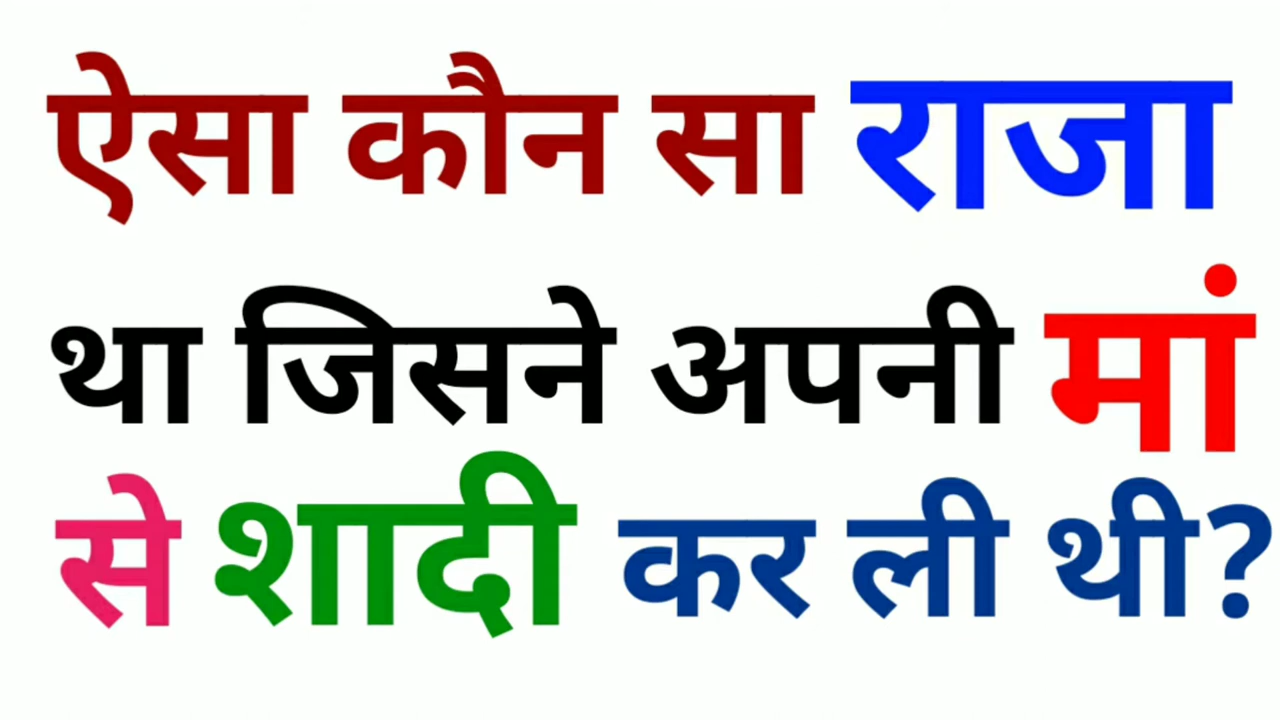 ऐसा कौन सा राजा
था जिसने अपनी मां
से शादी कर ली थी?